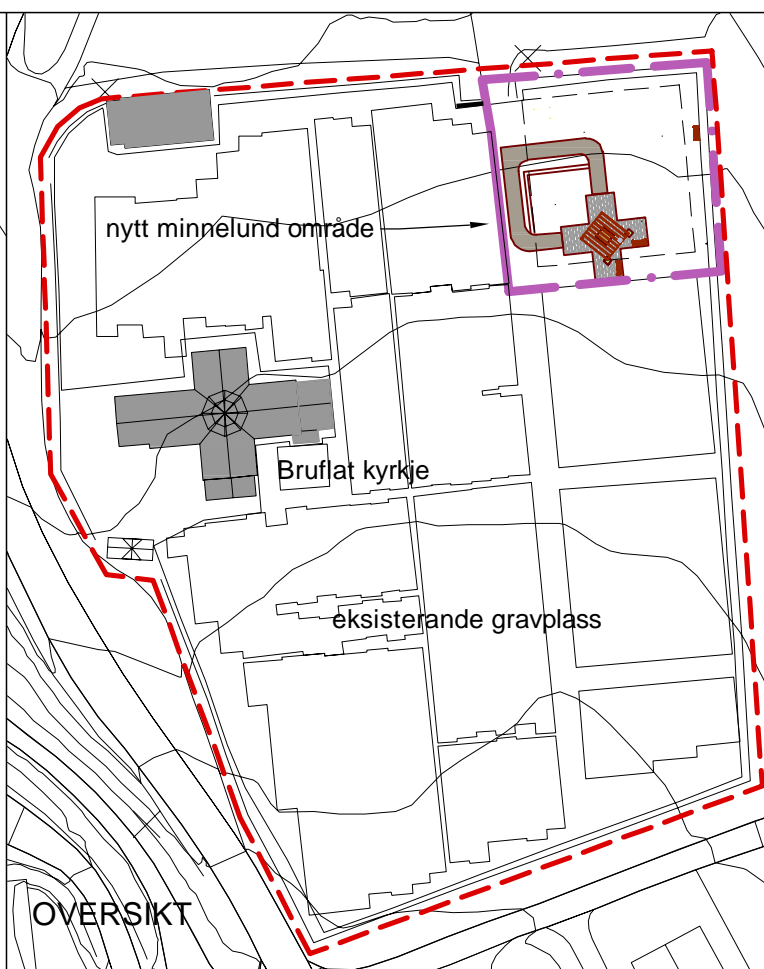 nytt minnelund område
Bruflat kyrkje
eksisterande gravplass
OVERSIKT